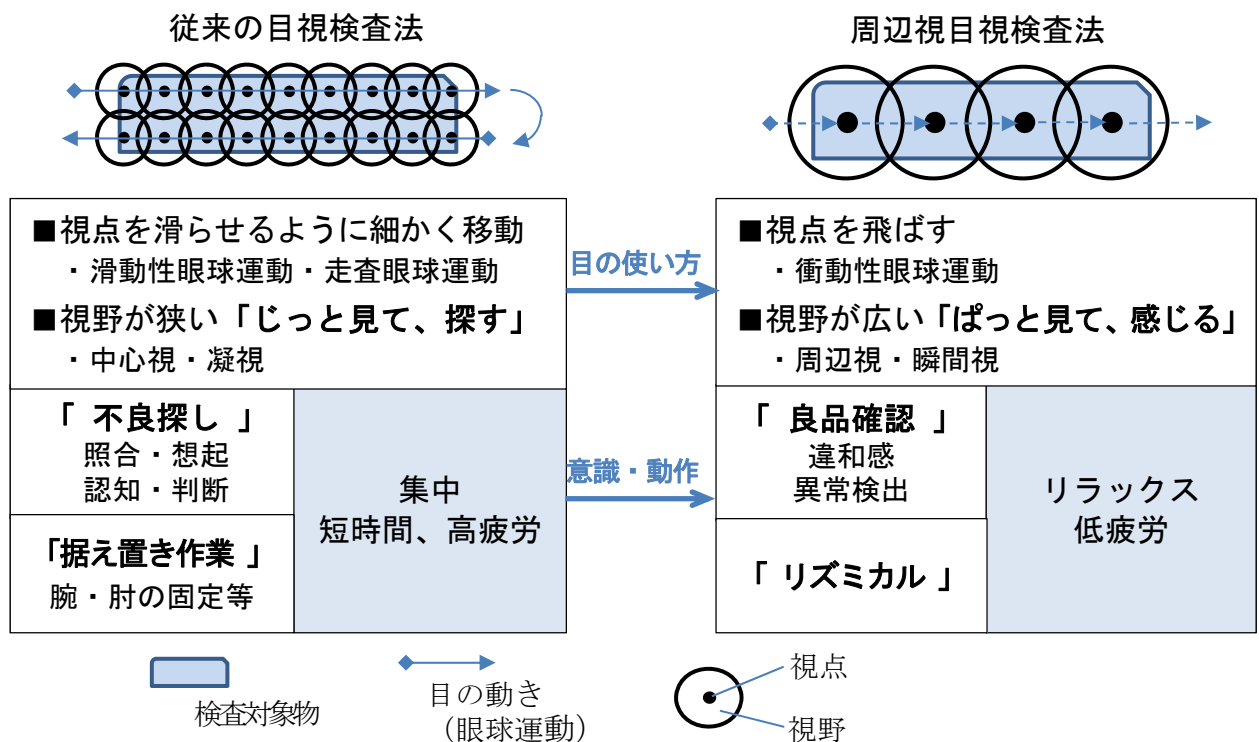 従来の目視検査法
■視点を滑らせるように細かく移動
・滑動性眼球運動・走査眼球運動
■視野が狭い「じっと見て、探す」
・中心視・凝視
「 不良探し 」
照合・想起
認知・判断
「据え置き作業 」
腕・肘の固定等
集中
短時間、高疲労
目の使い方
意識・動作
周辺視目視検査法
■視点を飛ばす
・衝動性眼球運動
■視野が広い「ぱっと見て、感じる」
・周辺視・瞬間視
「 良品確認 」
違和感
異常検出
「 リズミカル 」
リラックス
低疲労
検査対象物
目の動き
（眼球運動）
視点
視野